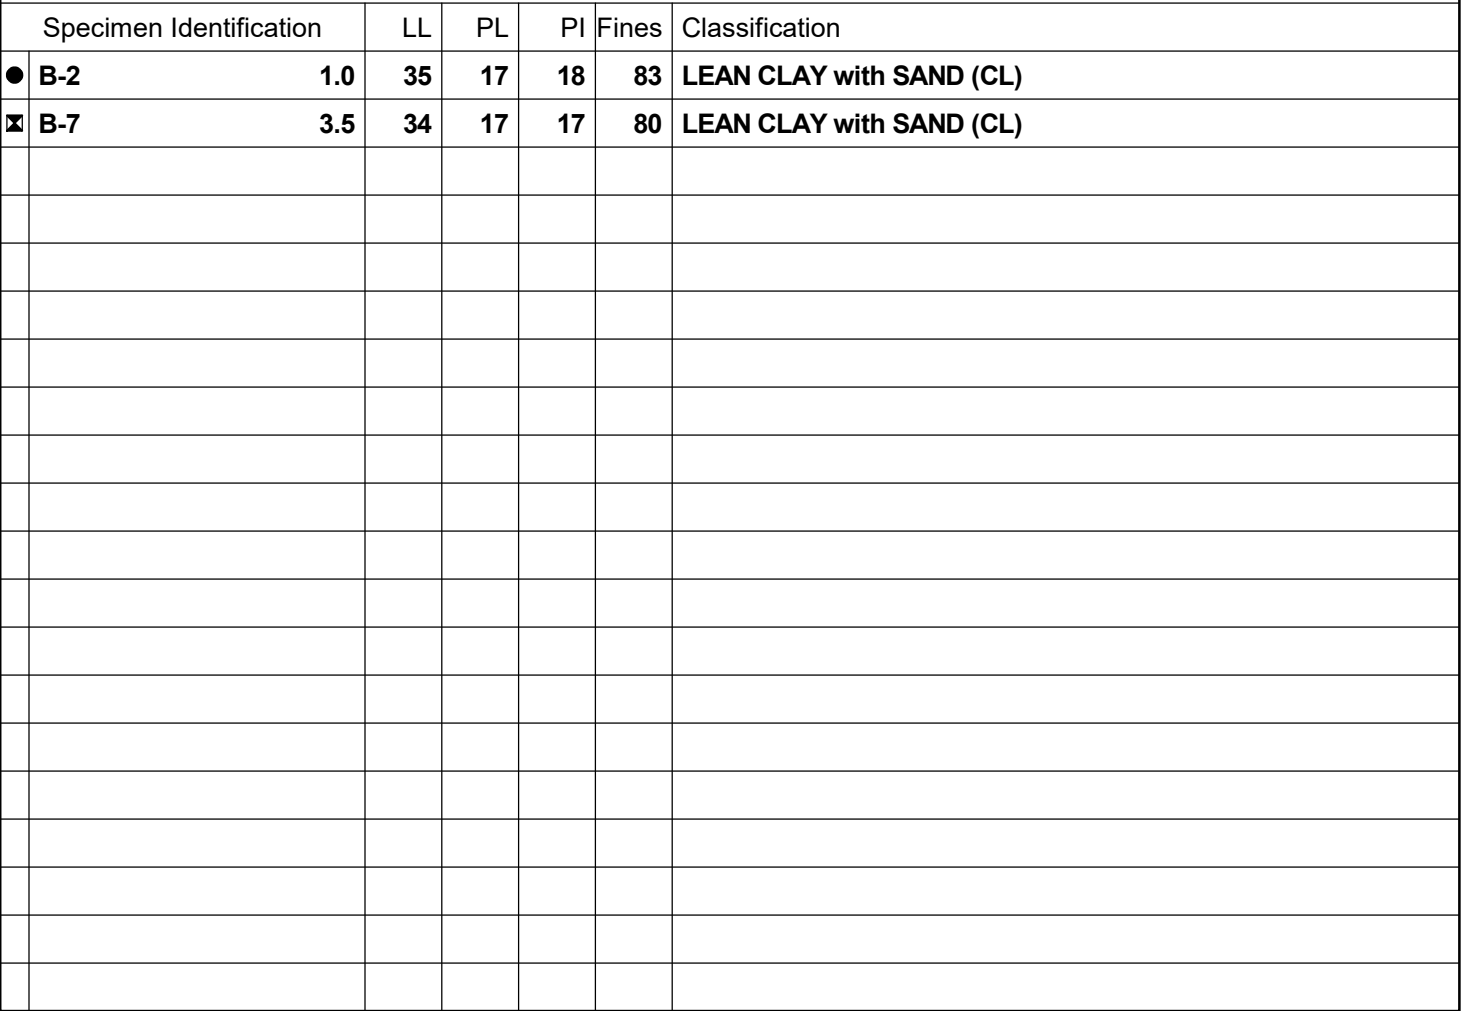 Specimen Identification LL PL PI Fines Classification
B-2 1.0 35 17 18 83 LEAN CLAY with SAND (CL)
B-7 3.5 34 17 17 80 LEAN CLAY with SAND (CL)